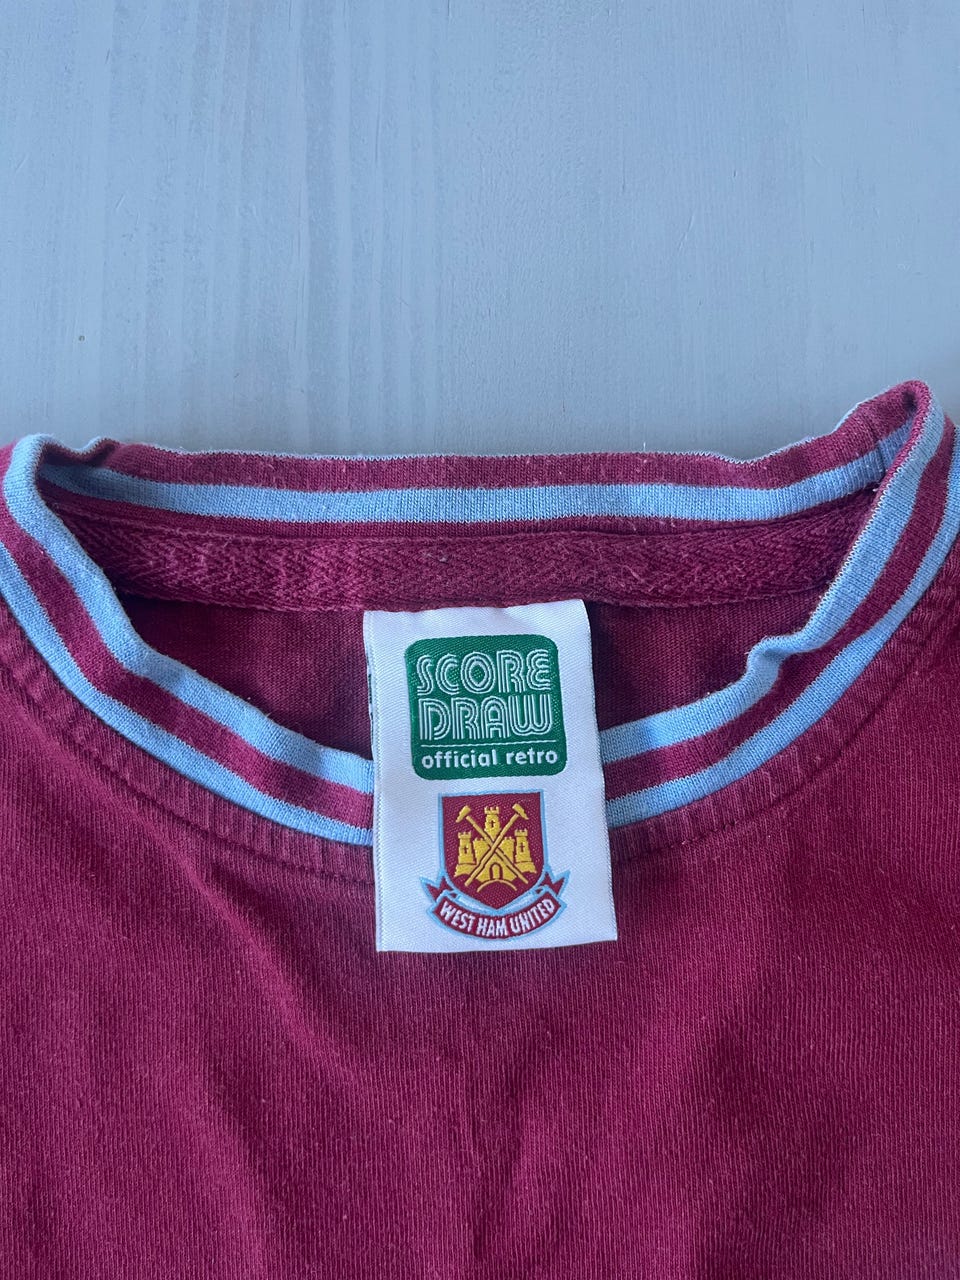 SCORE
DRAW
official retro
WEST HAM UNITED